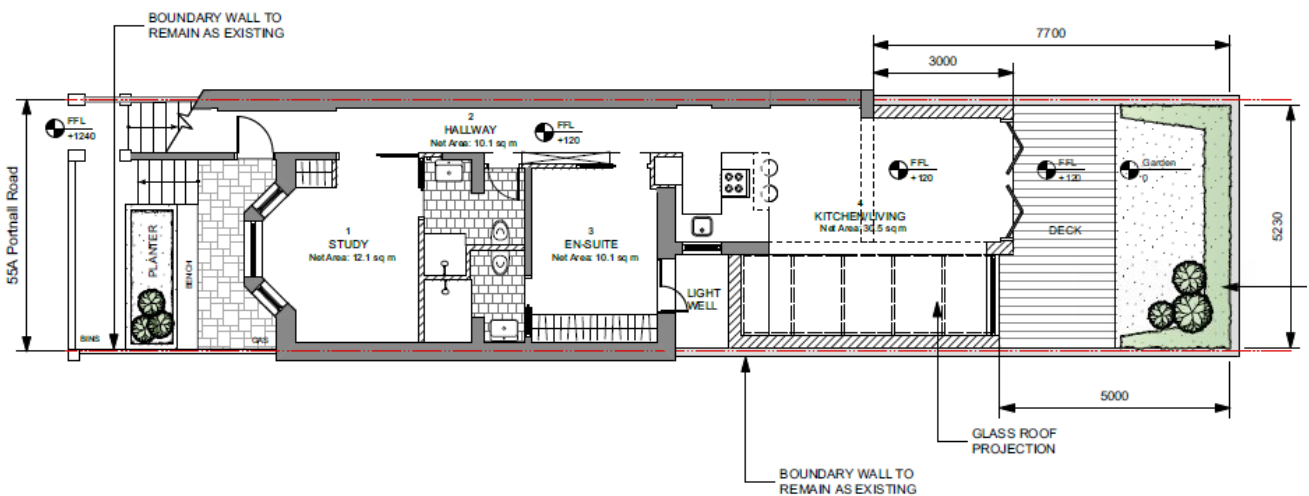 BOUNDARY WALL TO
REMAIN AS EXISTING
7700
3000
FFL
+1240
2
HALLWAY
Net Area: 10.1 sq m
FFL
+120
FFL
+120
FFL
+120
Garden
0
55A Portnall Road
PLANTER
BENCH
1
STUDY
Net Area: 12.1 sq m
3
EN-SUITE
Net Area: 10.1 sq m
4
KITCHEN/LIVING
Net Area: 30.5 sq m
DECK
5230
LIGHT
WELL
BINS
GAS
5000
GLASS ROOF
PROJECTION
BOUNDARY WALL TO
REMAIN AS EXISTING